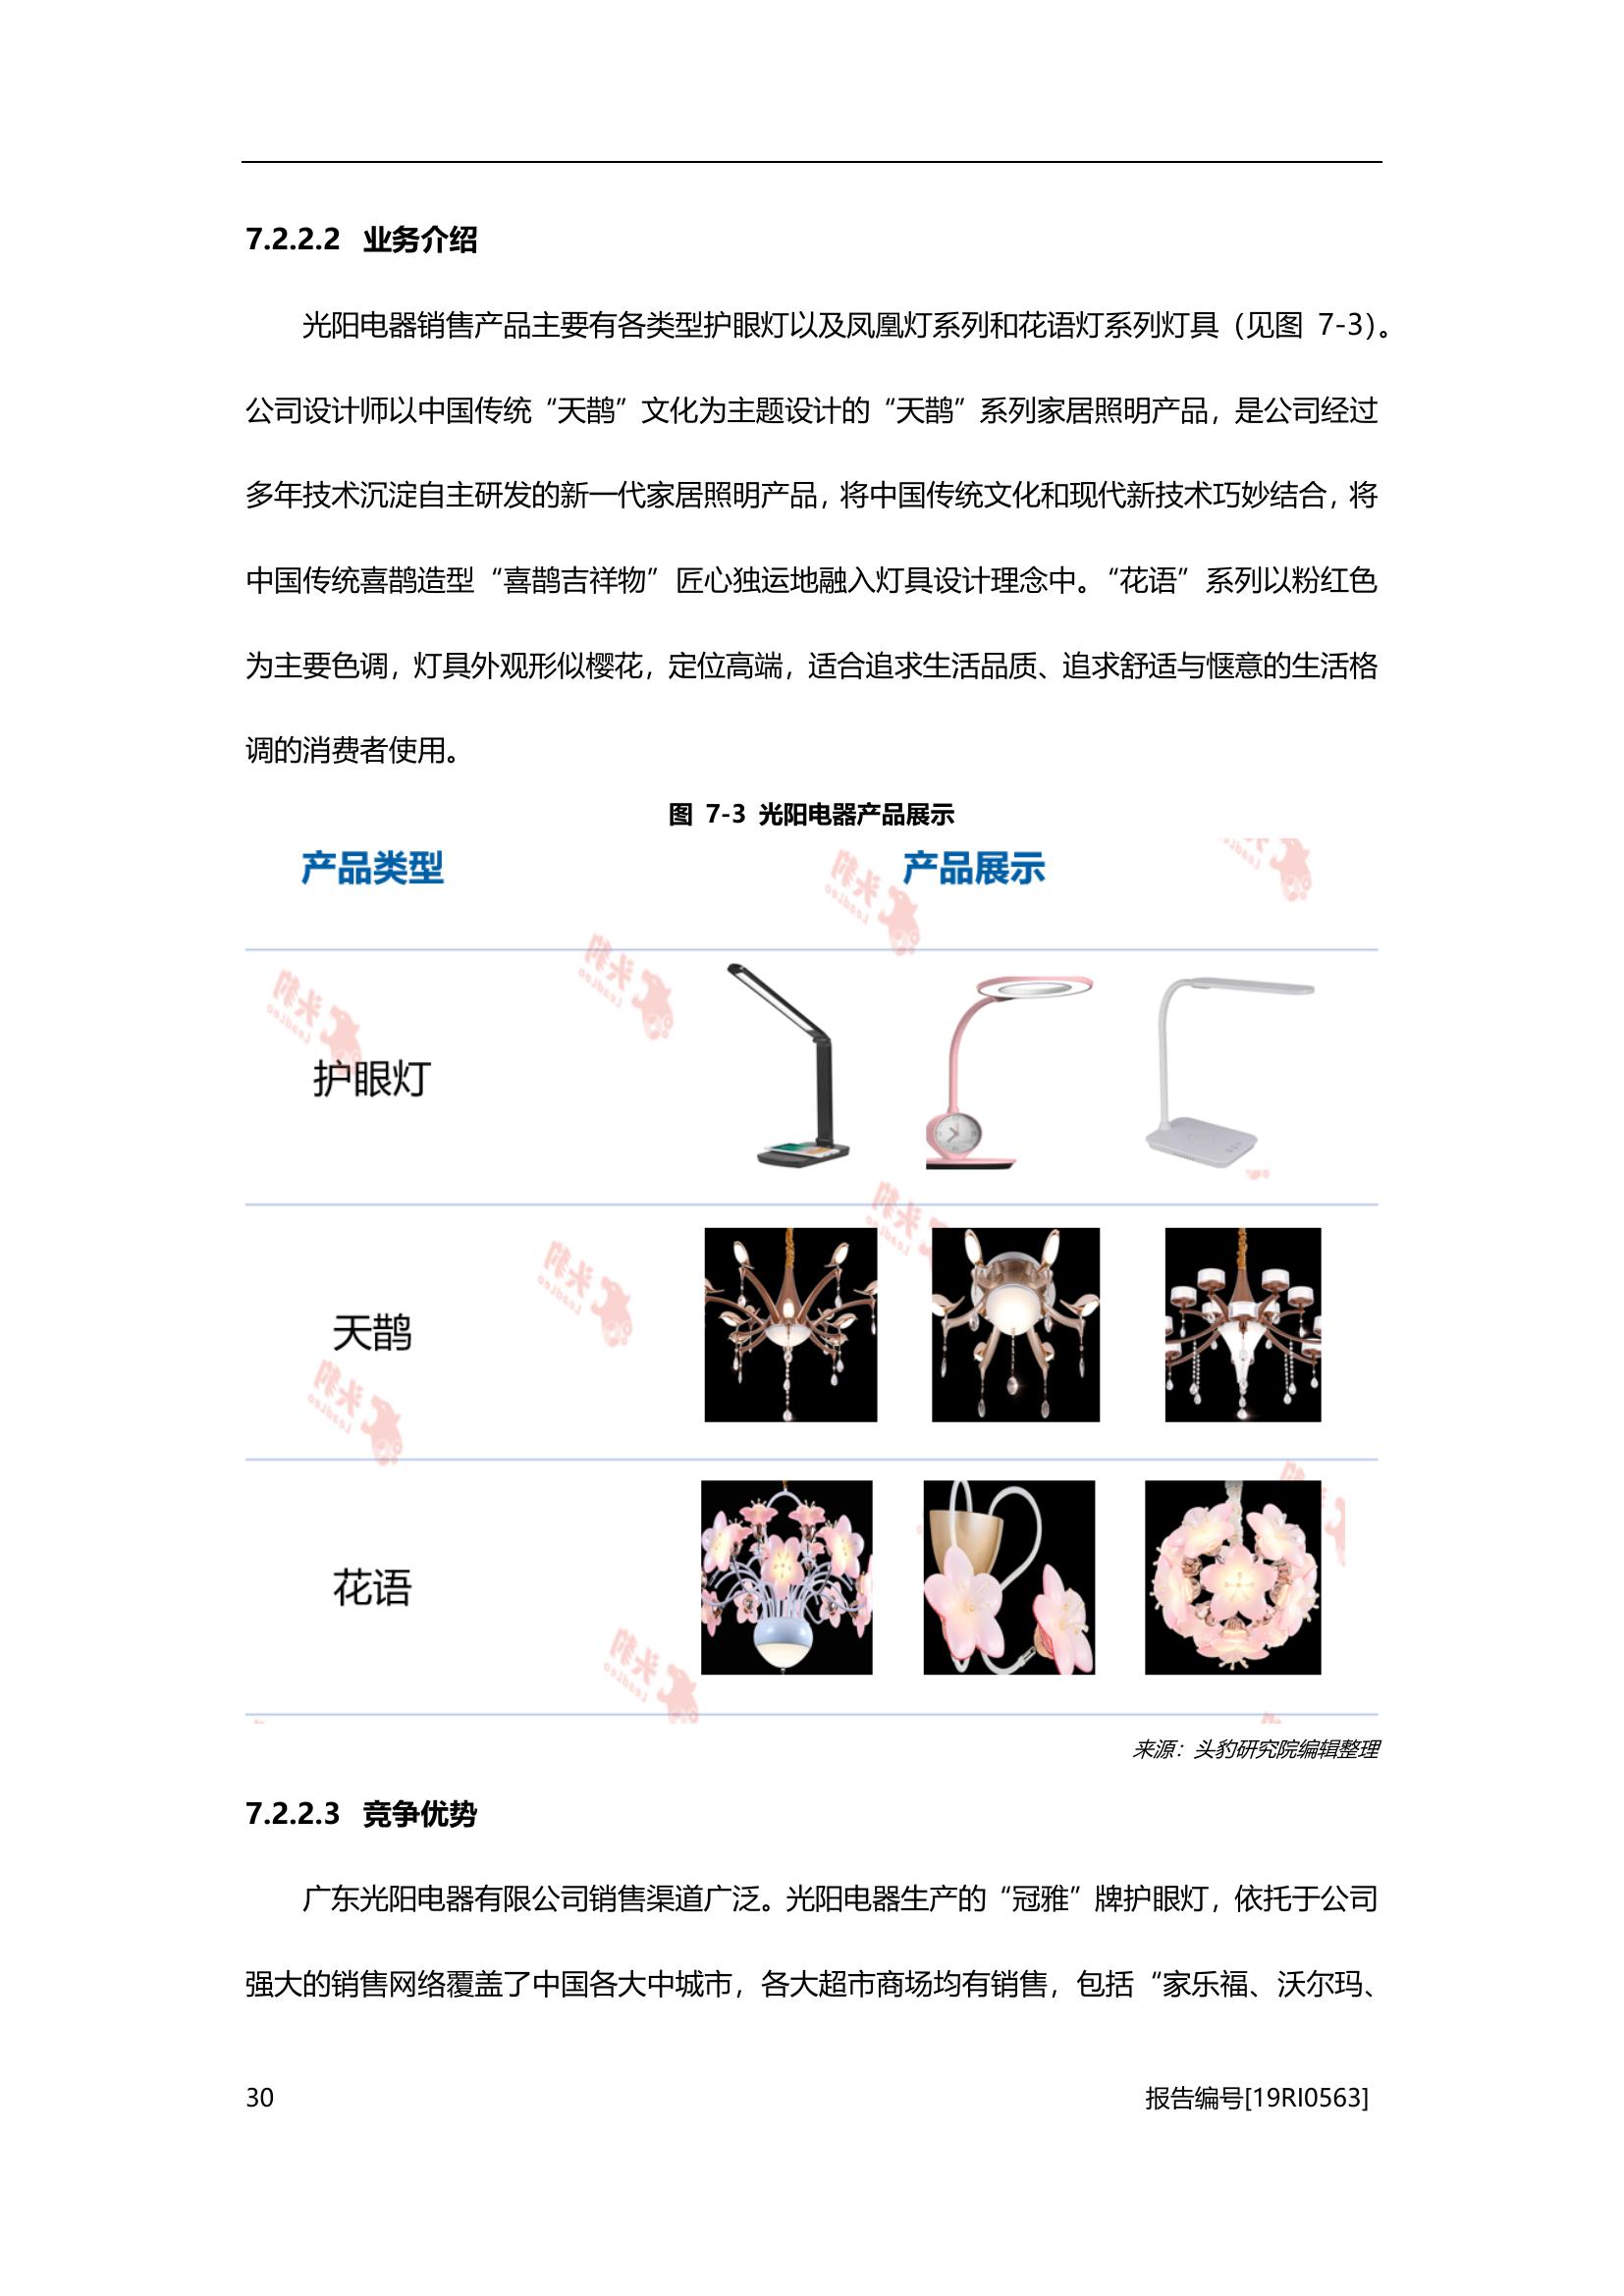 7.2.2.2 业务介绍
光阳电器销售产品主要有各类型护眼灯以及凤凰灯系列和花语灯系列灯具（见图 7-3）。
公司设计师以中国传统“天鹊”文化为主题设计的“天鹊”系列家居照明产品，是公司经过
多年技术沉淀自主研发的新一代家居照明产品，将中国传统文化和现代新技术巧妙结合，将
中国传统喜鹊造型“喜鹊吉祥物”匠心独运地融入灯具设计理念中。“花语”系列以粉红色
为主要色调，灯具外观形似樱花，定位高端，适合追求生活品质、追求舒适与惬意的生活格
调的消费者使用。
图 7-3 光阳电器产品展示
产品类型 产品展示
护眼灯
天鹊
花语
来源：头豹研究院编辑整理
7.2.2.3 竞争优势
广东光阳电器有限公司销售渠道广泛。光阳电器生产的“冠雅”牌护眼灯，依托于公司
强大的销售网络覆盖了中国各大中城市，各大超市商场均有销售，包括“家乐福、沃尔玛、
30 报告编号[19RI0563]